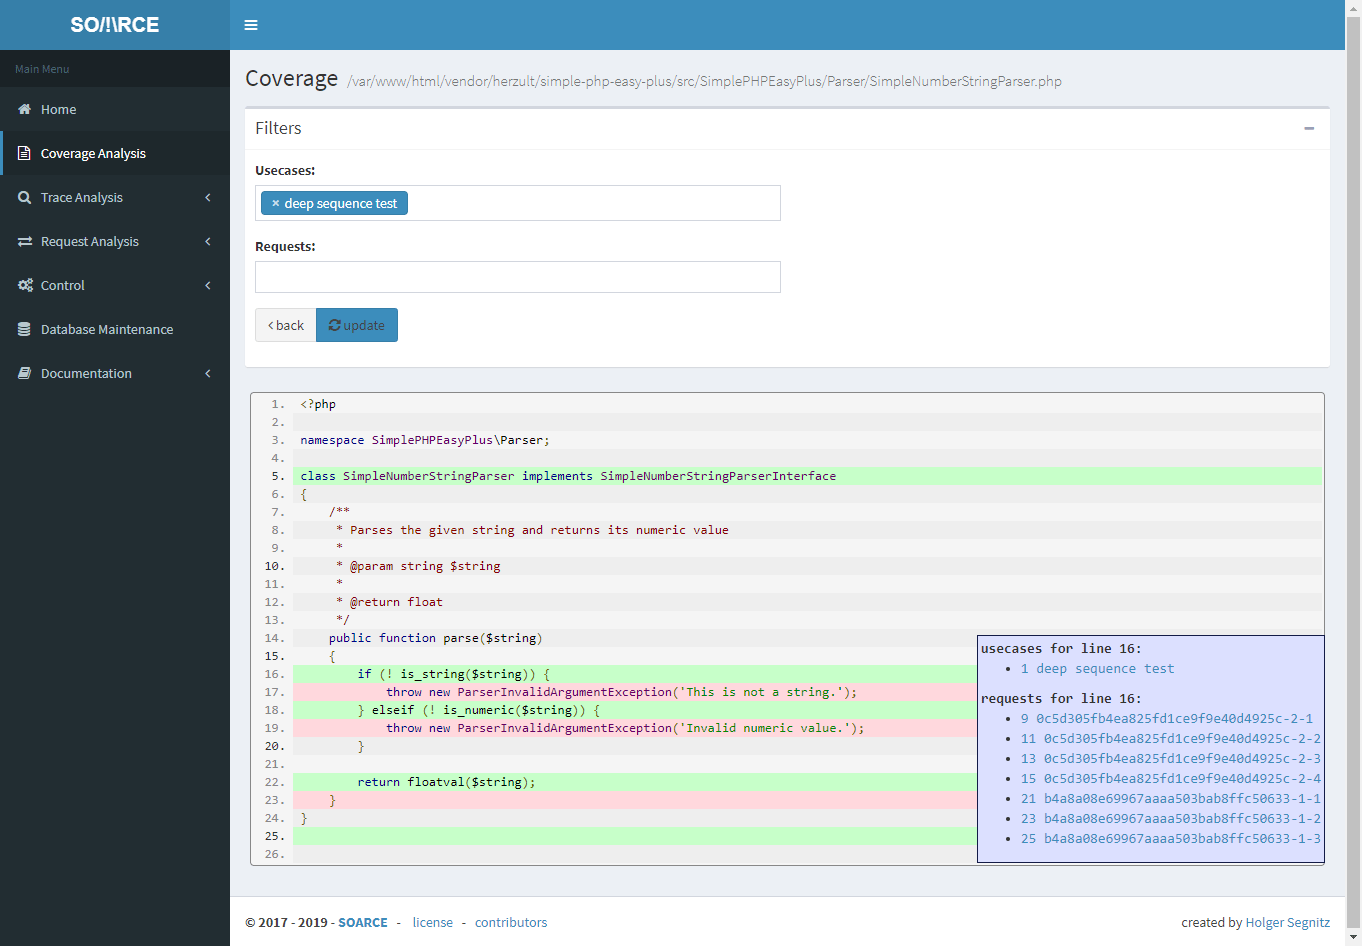 SO/!\\RCE
Main Menu
Home
Coverage Analysis
Trace Analysis
Request Analysis
Control
Database Maintenance
Documentation
Coverage /var/www/html/vendor/herzult/simple-php-easy-plus/src/SimplePHPEasyPlus/Parser/SimpleNumberStringParser.php
Filters
Usecases:
× deep sequence test
Requests:
back
update
1. <?php
2.
3. namespace SimplePHPEasyPlus\Parser;
4.
5. class SimpleNumberStringParser implements SimpleNumberStringParserInterface
6. {
7. /**
8. * Parses the given string and returns its numeric value
9. *
10. * @param string $string
11. *
12. * @return float
13. */
14. public function parse($string)
15. {
16. if (! is_string($string)) {
17. throw new ParserInvalidArgumentException('This is not a string.');
18. } elseif (! is_numeric($string)) {
19. throw new ParserInvalidArgumentException('Invalid numeric value.');
20. }
21.
22. return floatval($string);
23. }
24. }
25.
26.
usecases for line 16:
• 1 deep sequence test
requests for line 16:
• 9 0c5d305fb4ea825fd1ce9f9e40d4925c-2-1
• 11 0c5d305fb4ea825fd1ce9f9e40d4925c-2-2
• 13 0c5d305fb4ea825fd1ce9f9e40d4925c-2-3
• 15 0c5d305fb4ea825fd1ce9f9e40d4925c-2-4
• 21 b4a8a08e69967aaaa503bab8ffc50633-1-1
• 23 b4a8a08e69967aaaa503bab8ffc50633-1-2
• 25 b4a8a08e69967aaaa503bab8ffc50633-1-3
© 2017 - 2019 - SOARCE - license - contributors
created by Holger Segnitz